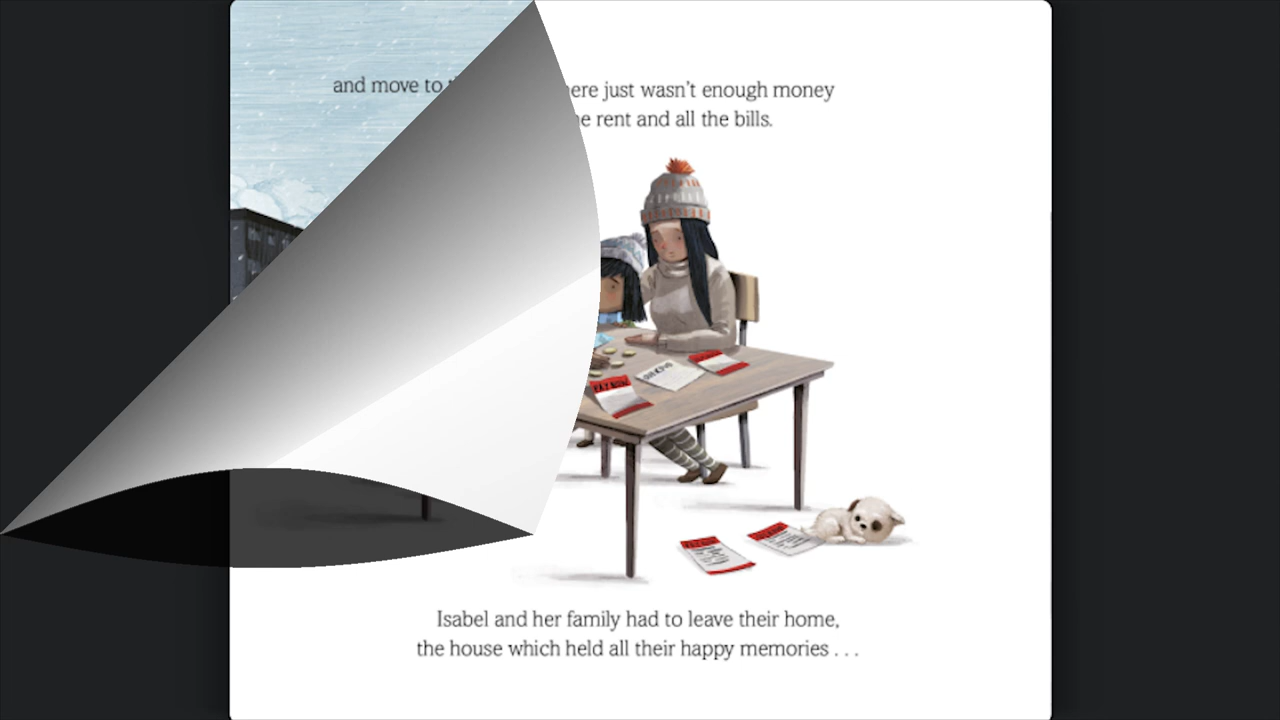 and move to
ere just wasn't enough money
rent and all the bills.
Isabel and her family had to leave their home,
the house which held all their happy memories . . .